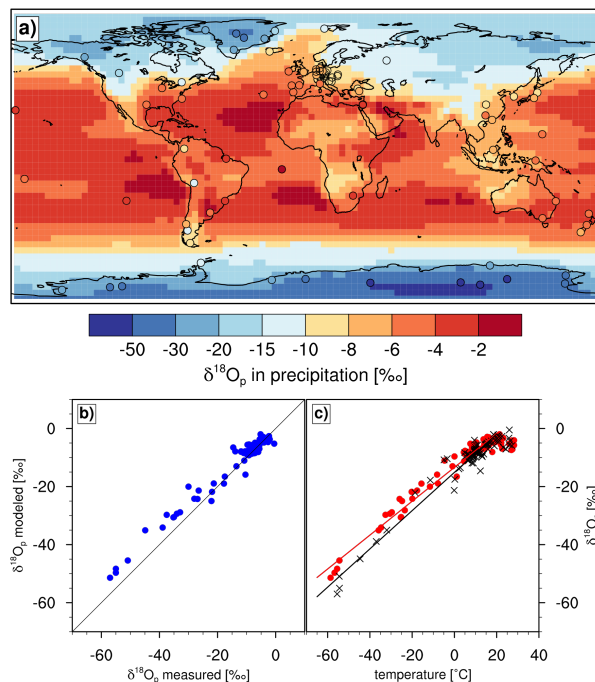 a)
-50 -30 -20 -15 -10 -8 -6 -4 -2
δ¹⁸Oₚ in precipitation [‰]
b)
c)
δ¹⁸Oₚ modeled [‰]
0
-20
-40
-60
0
-20
-40
-60
-60 -40 -20 0
-60 -40 -20 0 20 40
δ¹⁸Oₚ measured [‰]
temperature [°C]